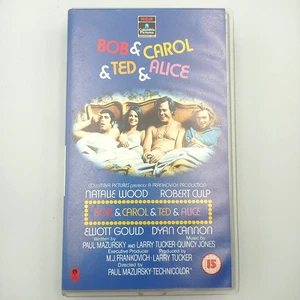 BOB & CAROL
& TED & ALICE
COLUMBIA PICTURES presents A FRANKOVICH PRODUCTION
NATALIE WOOD ROBERT CULP
BOB & CAROL & TED & ALICE
ELLIOTT GOULD DYAN CANNON
Written by Music by
PAUL MAZURSKY AND LARRY TUCKER QUINCY JONES
Executive Producer Produced by
M.J. FRANKOVICH LARRY TUCKER
Directed by
PAUL MAZURSKY·TECHNICOLOR
15